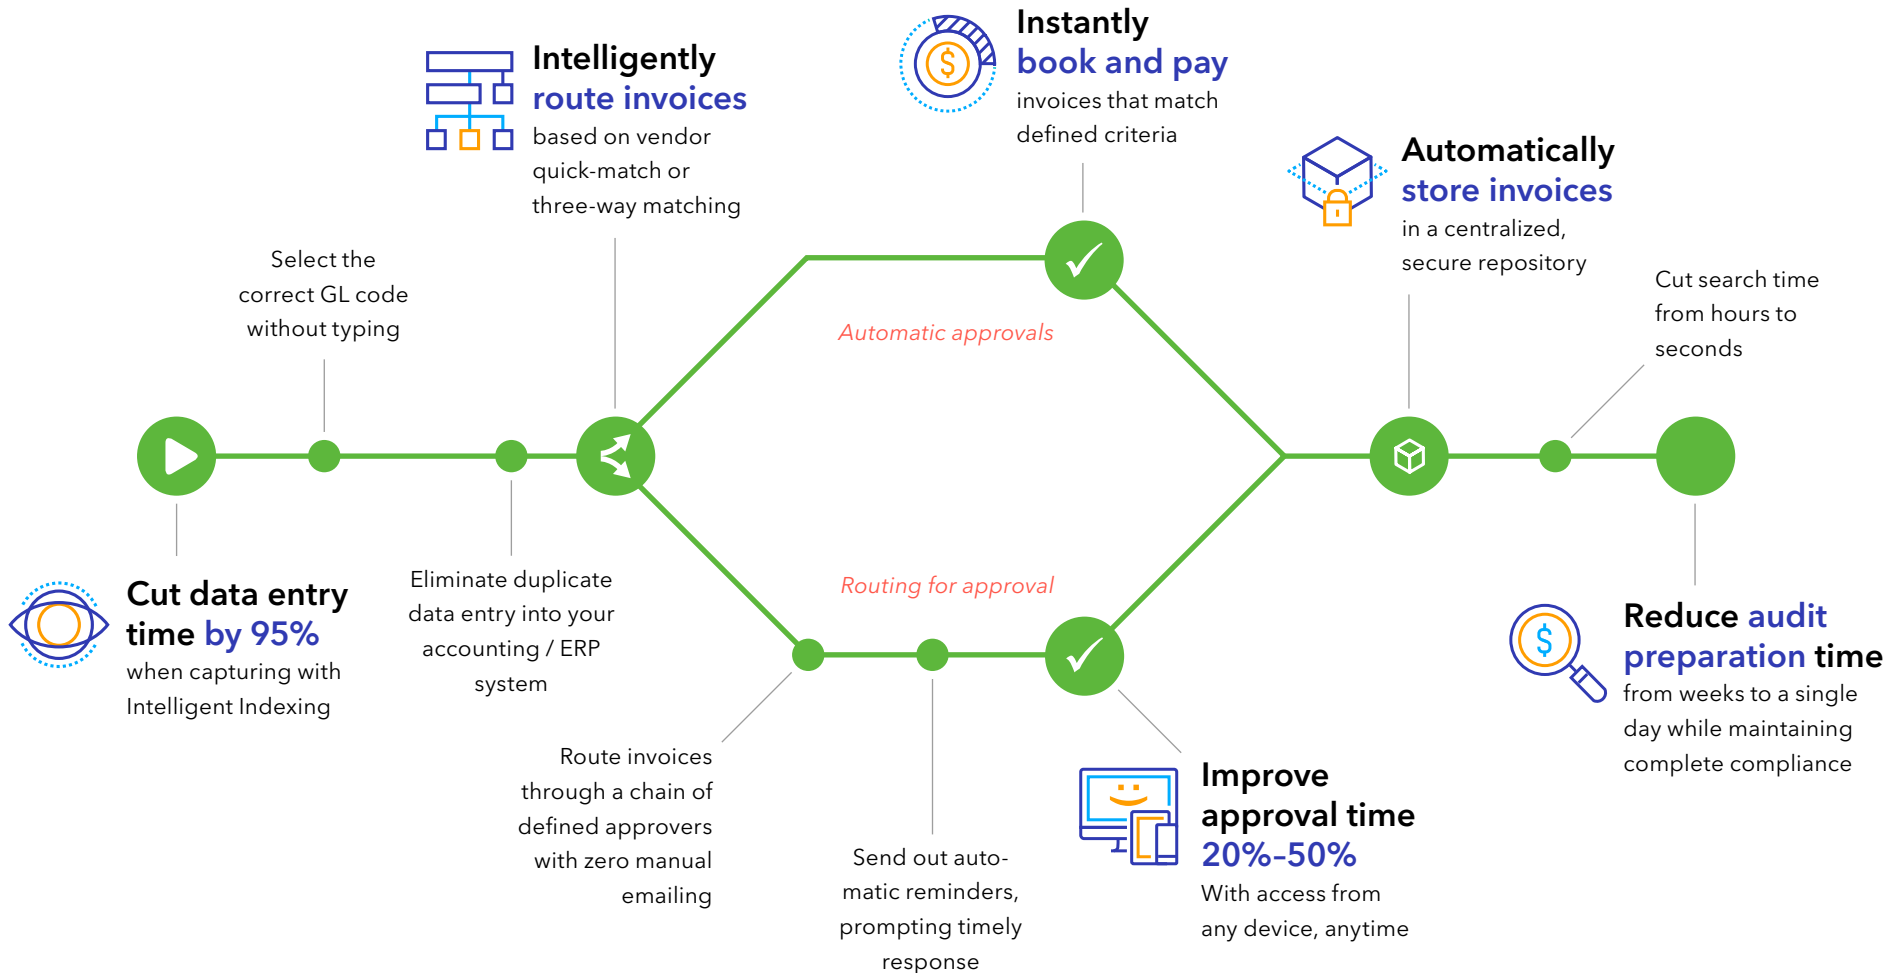 Instantly
book and pay
invoices that match
defined criteria
Intelligently
route invoices
based on vendor
quick-match or
three-way matching
Automatically
store invoices
in a centralized,
secure repository
Select the
correct GL code
without typing
Cut search time
from hours to
seconds
Automatic approvals
Cut data entry
time by 95%
when capturing with
Intelligent Indexing
Eliminate duplicate
data entry into your
accounting / ERP
system
Routing for approval
Reduce audit
preparation time
from weeks to a single
day while maintaining
complete compliance
Route invoices
through a chain of
defined approvers
with zero manual
emailing
Send out auto-
matic reminders,
prompting timely
response
Improve
approval time
20%–50%
With access from
any device, anytime
$
$